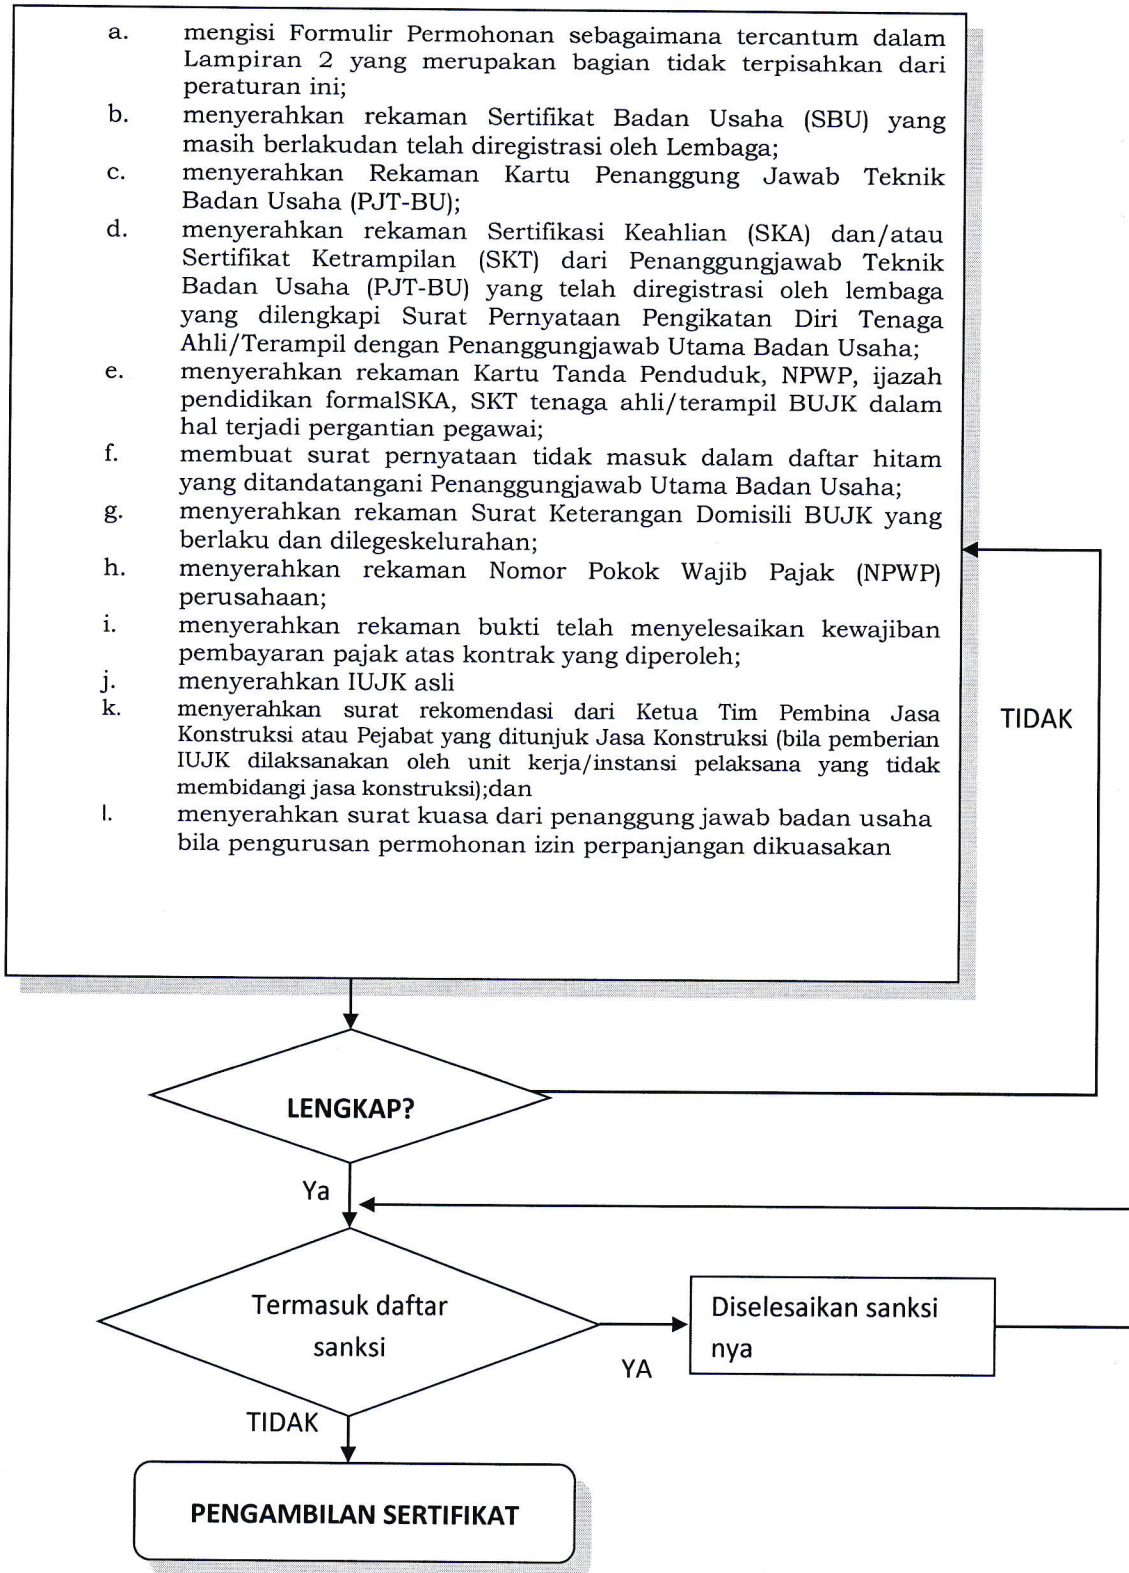 a. mengisi Formulir Permohonan sebagaimana tercantum dalam
Lampiran 2 yang merupakan bagian tidak terpisahkan dari
peraturan ini;
b. menyerahkan rekaman Sertifikat Badan Usaha (SBU) yang
masih berlakudan telah diregistrasi oleh Lembaga;
c. menyerahkan Rekaman Kartu Penanggung Jawab Teknik
Badan Usaha (PJT-BU);
d. menyerahkan rekaman Sertifikasi Keahlian (SKA) dan/atau
Sertifikat Ketrampilan (SKT) dari Penanggungjawab Teknik
Badan Usaha (PJT-BU) yang telah diregistrasi oleh lembaga
yang dilengkapi Surat Pernyataan Pengikatan Diri Tenaga
Ahli/Terampil dengan Penanggungjawab Utama Badan Usaha;
e. menyerahkan rekaman Kartu Tanda Penduduk, NPWP, ijazah
pendidikan formalSKA, SKT tenaga ahli/terampil BUJK dalam
hal terjadi pergantian pegawai;
f. membuat surat pernyataan tidak masuk dalam daftar hitam
yang ditandatangani Penanggungjawab Utama Badan Usaha;
g. menyerahkan rekaman Surat Keterangan Domisili BUJK yang
berlaku dan dilegeskelurahan;
h. menyerahkan rekaman Nomor Pokok Wajib Pajak (NPWP)
perusahaan;
i. menyerahkan rekaman bukti telah menyelesaikan kewajiban
pembayaran pajak atas kontrak yang diperoleh;
j. menyerahkan IUJK asli
k. menyerahkan surat rekomendasi dari Ketua Tim Pembina Jasa
Konstruksi atau Pejabat yang ditunjuk Jasa Konstruksi (bila pemberian
IUJK dilaksanakan oleh unit kerja/instansi pelaksana yang tidak
membidangi jasa konstruksi);dan
l. menyerahkan surat kuasa dari penanggung jawab badan usaha
bila pengurusan permohonan izin perpanjangan dikuasakan
TIDAK
LENGKAP?
Ya
Termasuk daftar
sanksi
YA
Diselesaikan sanksi
nya
TIDAK
PENGAMBILAN SERTIFIKAT